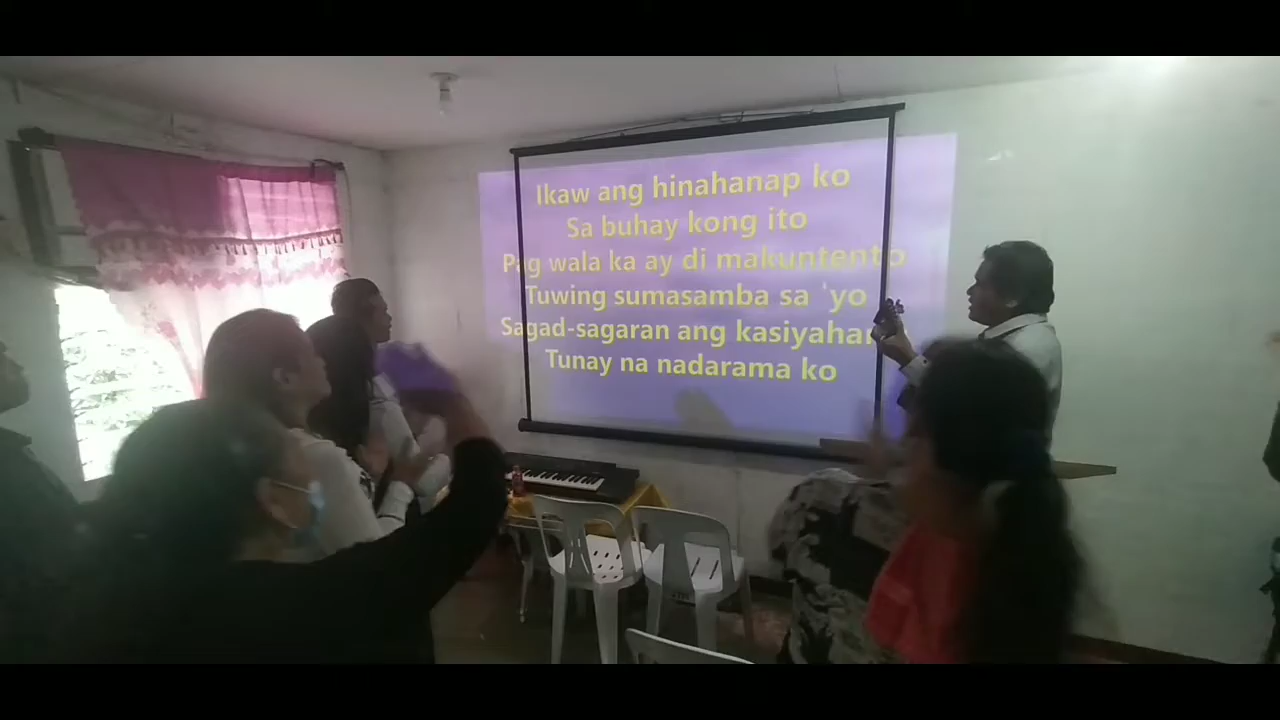 Ikaw ang hinahanap ko
Sa buhay kong ito
Pag wala ka ay di makuntento
Tuwing sumasamba sa 'yo
Sagad-sagaran ang kasiyahan
Tunay na nadarama ko